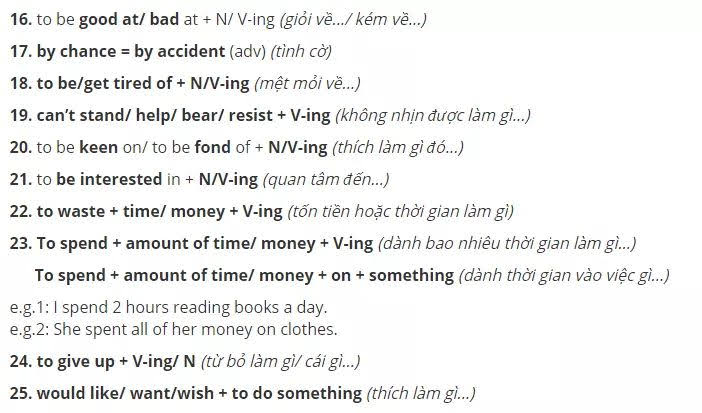 16. to be good at/ bad at + N/ V-ing (giỏi về.../ kém về...)
17. by chance = by accident (adv) (tình cờ)
18. to be/get tired of + N/V-ing (mệt mỏi về...)
19. can't stand/ help/ bear/ resist + V-ing (không nhịn được làm gì...)
20. to be keen on/ to be fond of + N/V-ing (thích làm gì đó...)
21. to be interested in + N/V-ing (quan tâm đến...)
22. to waste + time/ money + V-ing (tốn tiền hoặc thời gian làm gì)
23. To spend + amount of time/ money + V-ing (dành bao nhiêu thời gian làm gì...)
To spend + amount of time/ money + on + something (dành thời gian vào việc gì...)
e.g.1: I spend 2 hours reading books a day.
e.g.2: She spent all of her money on clothes.
24. to give up + V-ing/ N (từ bỏ làm gì/ cái gì...)
25. would like/ want/wish + to do something (thích làm gì...)